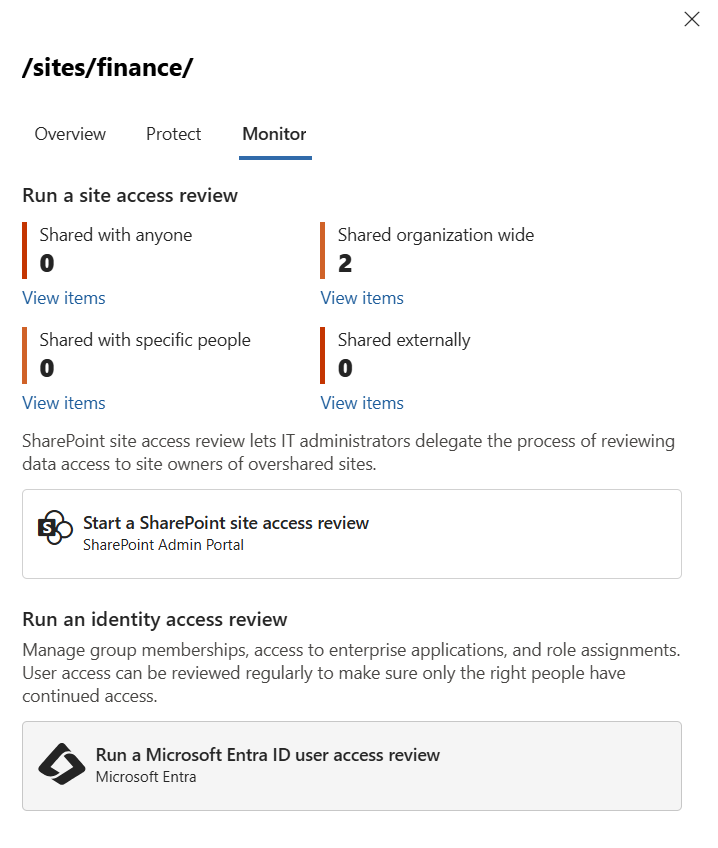 /sites/finance/
Overview Protect Monitor
Run a site access review
Shared with anyone
0
View items
Shared organization wide
2
View items
Shared with specific people
0
View items
Shared externally
0
View items
SharePoint site access review lets IT administrators delegate the process of reviewing
data access to site owners of overshared sites.
S
Start a SharePoint site access review
SharePoint Admin Portal
Run an identity access review
Manage group memberships, access to enterprise applications, and role assignments.
User access can be reviewed regularly to make sure only the right people have
continued access.
Run a Microsoft Entra ID user access review
Microsoft Entra